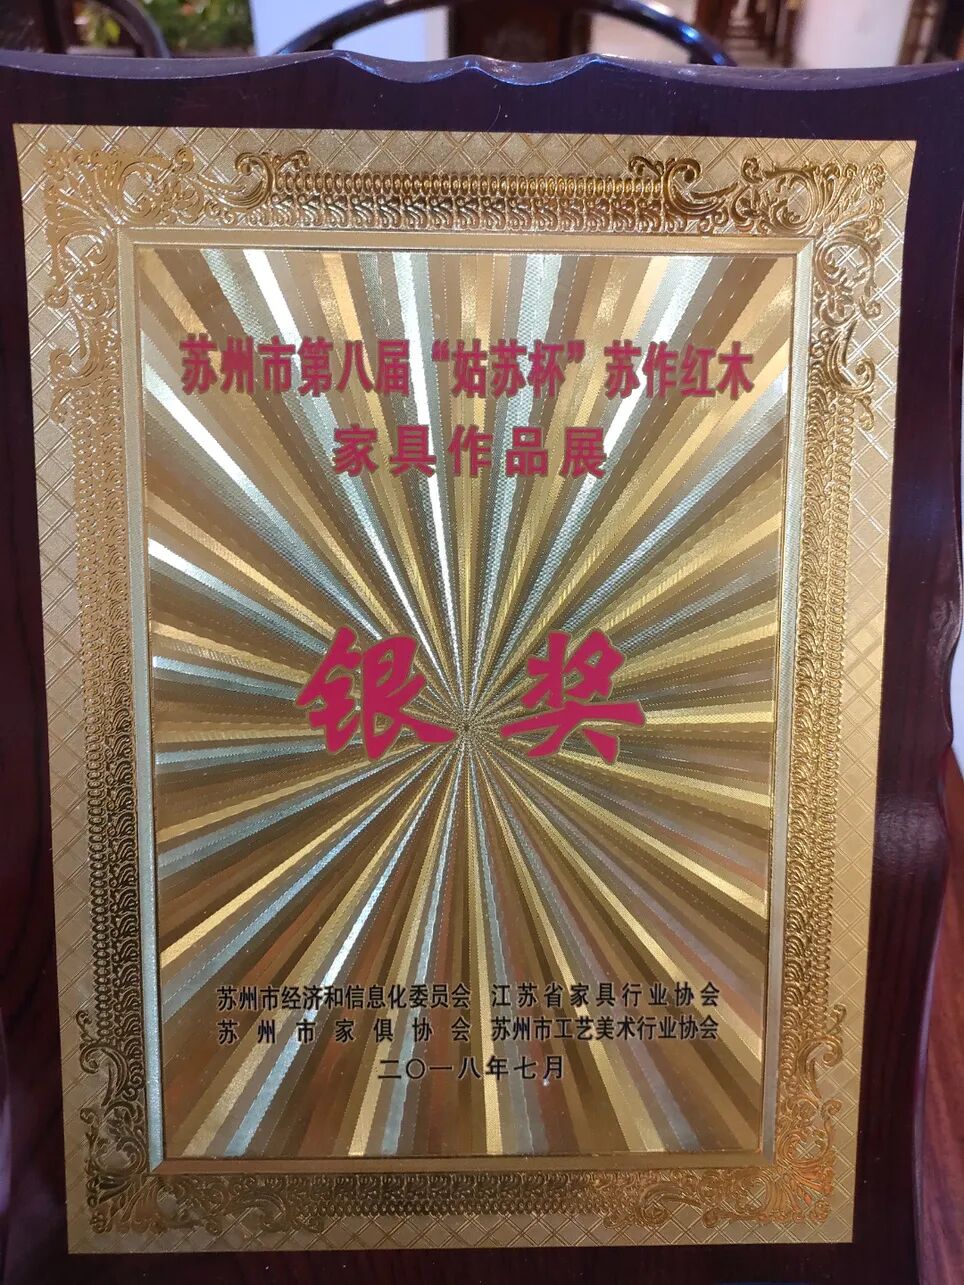 苏州市第八届“姑苏杯”苏作红木
家具作品展
银奖
苏州市经济和信息化委员会 江苏省家具行业协会
苏州市家俱协会 苏州市工艺美术行业协会
二〇一八年七月